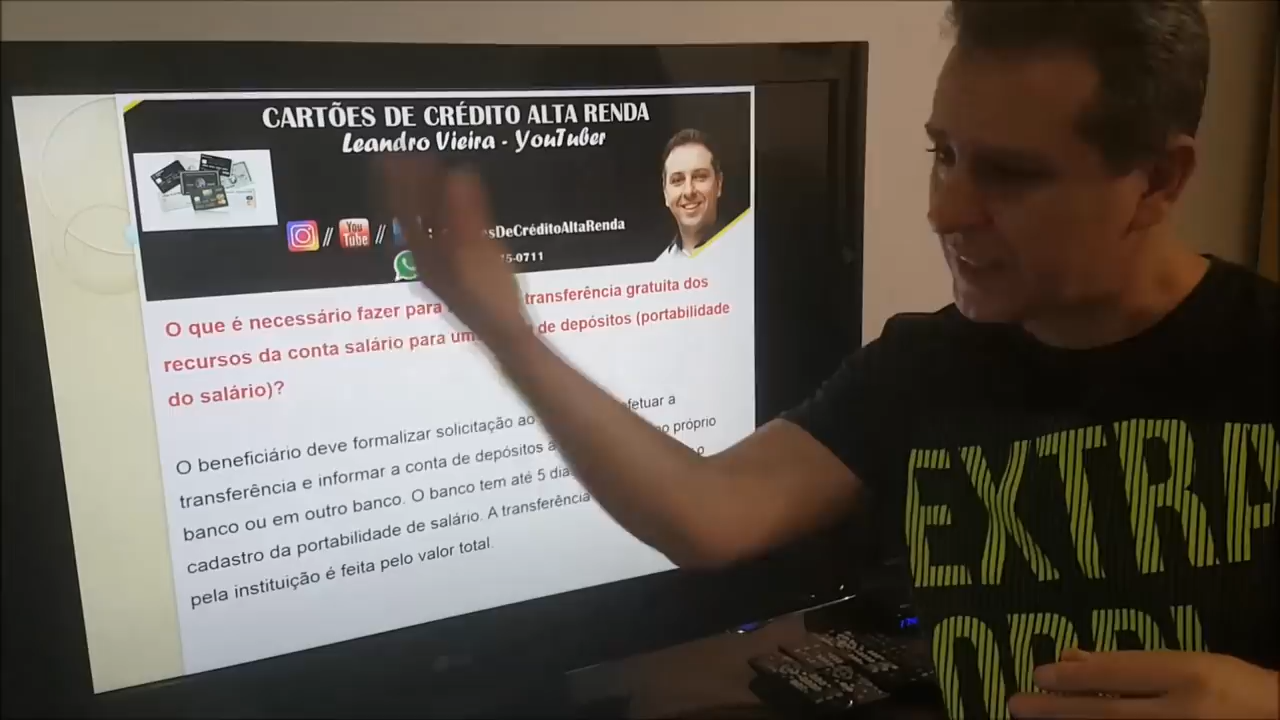 CARTÕES DE CRÉDITO ALTA RENDA
Leandro Vieira - YouTuber
You
Tube
// // : sDeCréditoAltaRenda
5-0711
O que é necessário fazer para transferência gratuita dos
recursos da conta salário para de depósitos (portabilidade
do salário)?
O beneficiário deve formalizar solicitação ao efetuar a
transferência e informar a conta de depósitos próprio
banco ou em outro banco. O banco tem até 5 o
cadastro da portabilidade de salário. A transferência
pela instituição é feita pelo valor total.
EXTRA